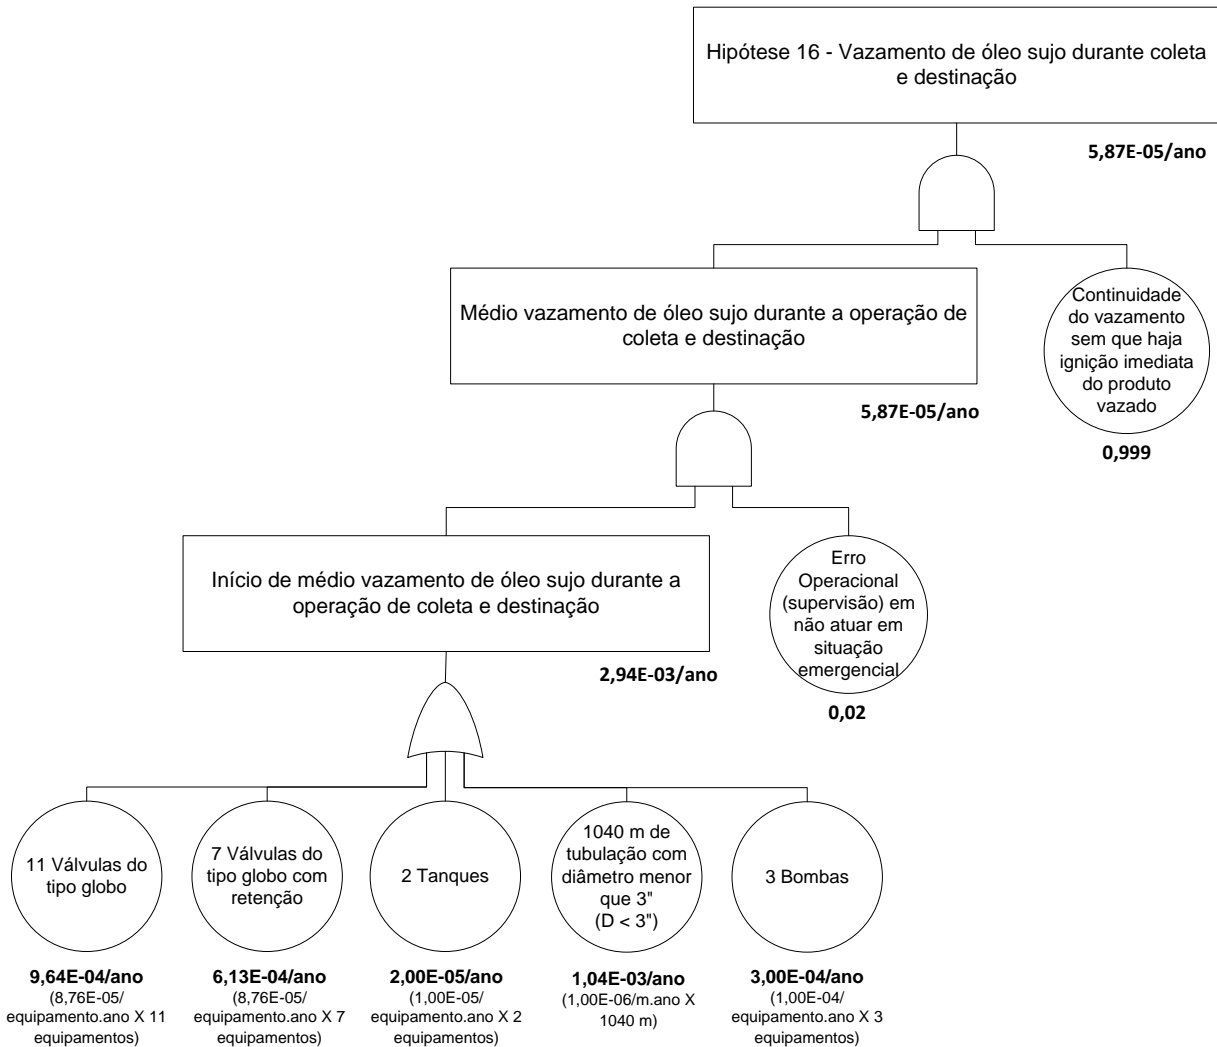 Hipótese 16 - Vazamento de óleo sujo durante coleta
e destinação
5,87E-05/ano
Médio vazamento de óleo sujo durante a operação de
coleta e destinação
5,87E-05/ano
Continuidade
do vazamento
sem que haja
ignição imediata
do produto
vazado
0,999
Início de médio vazamento de óleo sujo durante a
operação de coleta e destinação
2,94E-03/ano
Erro
Operacional
(supervisão) em
não atuar em
situação
emergencial
0,02
11 Válvulas do
tipo globo
9,64E-04/ano
(8,76E-05/
equipamento.ano X 11
equipamentos)
7 Válvulas do
tipo globo com
retenção
6,13E-04/ano
(8,76E-05/
equipamento.ano X 7
equipamentos)
2 Tanques
2,00E-05/ano
(1,00E-05/
equipamento.ano X 2
equipamentos)
1040 m de
tubulação com
diâmetro menor
que 3"
(D < 3")
1,04E-03/ano
(1,00E-06/m.ano X
1040 m)
3 Bombas
3,00E-04/ano
(1,00E-04/
equipamento.ano X 3
equipamentos)